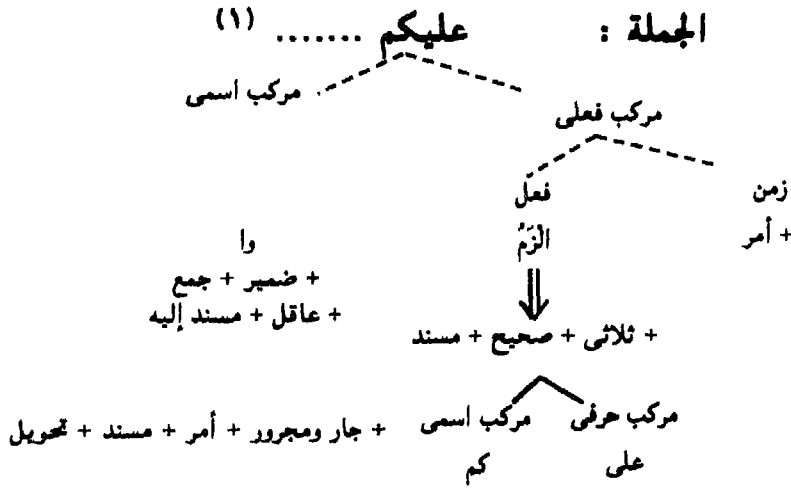 الجملة : عليكم ....... (١)
مركب اسمى
مركب فعلى
زمن
فعل
+ أمر
الْزَمُ
وا
+ ضمير + جمع
+ عاقل + مسند إليه
+ ثلاثى + صحيح + مسند
مركب حرفى مركب اسمى + جار ومجرور + أمر + مسند + تحويل
على كم